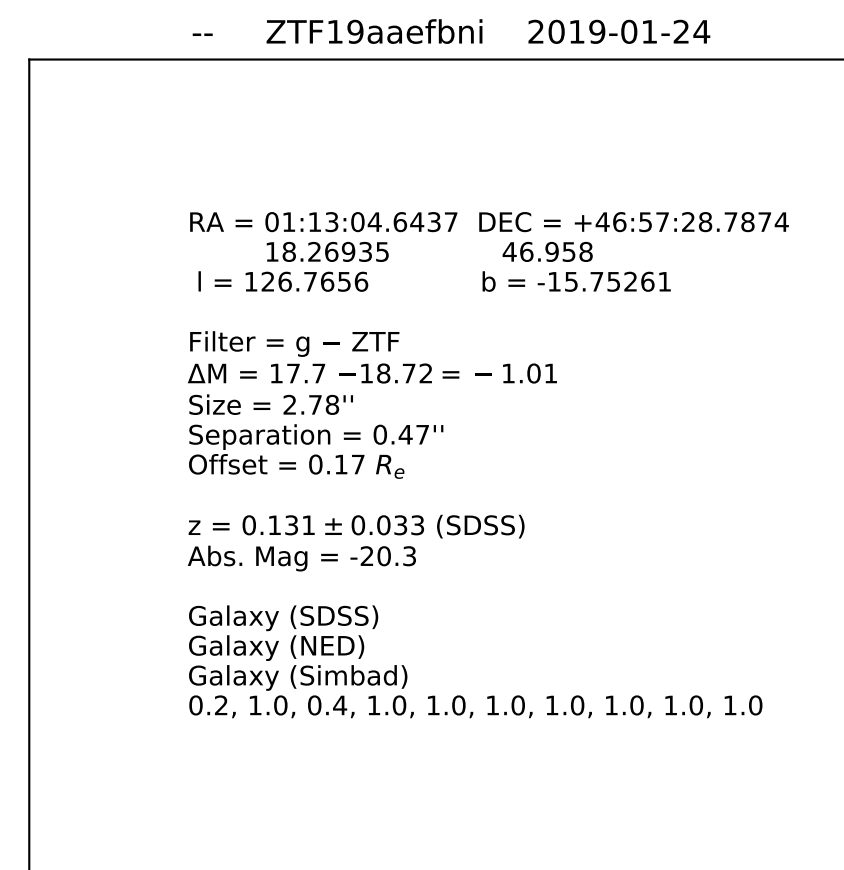 -- ZTF19aaefbni 2019-01-24
RA = 01:13:04.6437 DEC = +46:57:28.7874
18.26935 46.958
l = 126.7656 b = -15.75261
Filter = g − ZTF
ΔM = 17.7 −18.72 = − 1.01
Size = 2.78''
Separation = 0.47''
Offset = 0.17 Re
z = 0.131 ± 0.033 (SDSS)
Abs. Mag = -20.3
Galaxy (SDSS)
Galaxy (NED)
Galaxy (Simbad)
0.2, 1.0, 0.4, 1.0, 1.0, 1.0, 1.0, 1.0, 1.0, 1.0